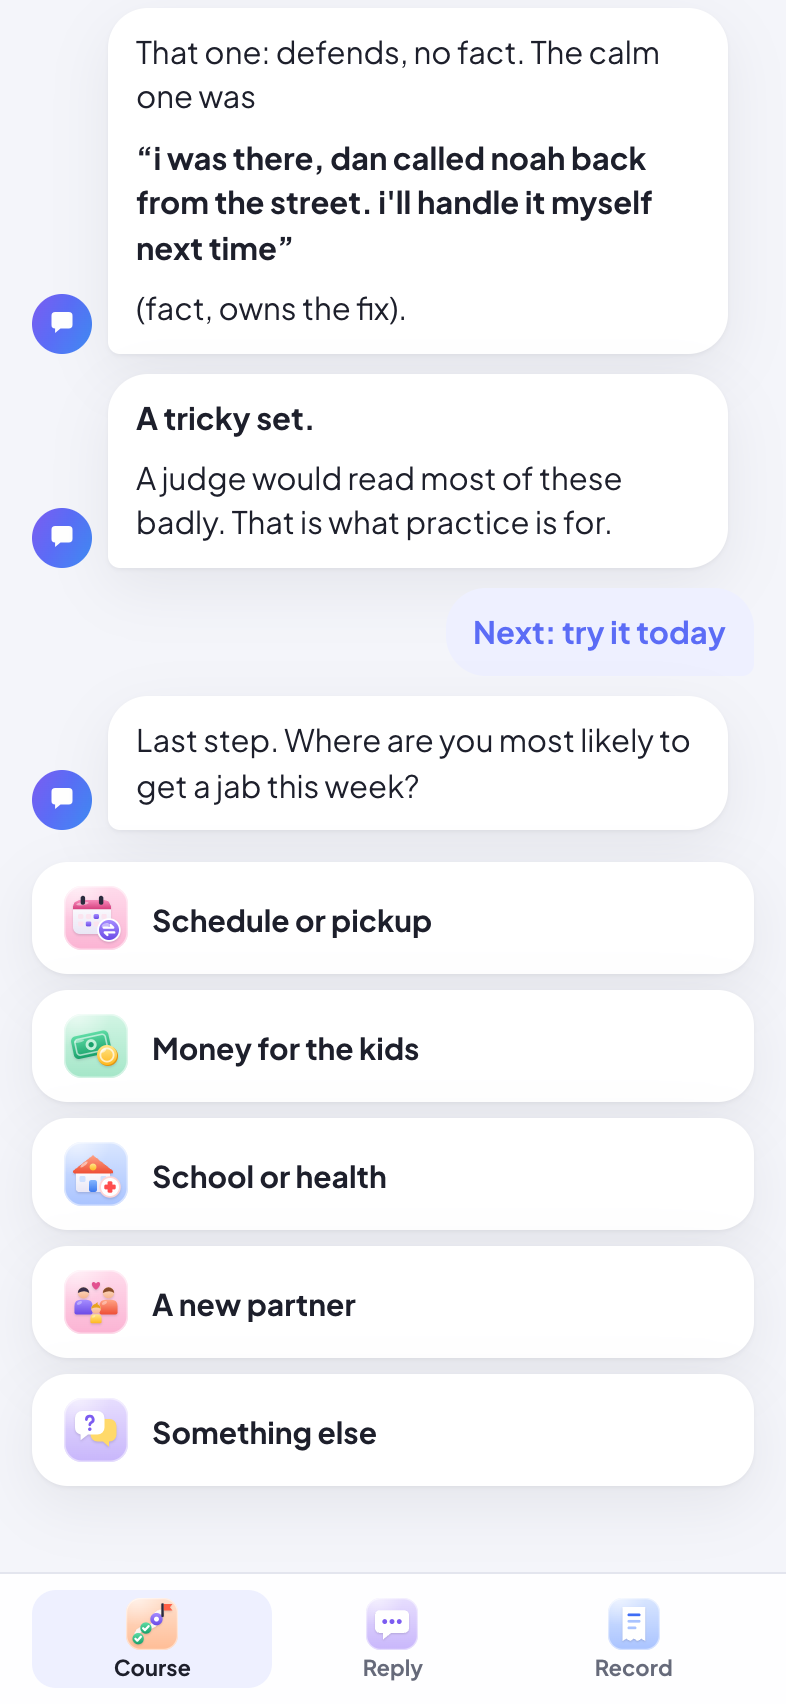 That one: defends, no fact. The calm
one was
“i was there, dan called noah back
from the street. i'll handle it myself
next time”
(fact, owns the fix).
A tricky set.
A judge would read most of these
badly. That is what practice is for.
Next: try it today
Last step. Where are you most likely to
get a jab this week?
Schedule or pickup
Money for the kids
School or health
A new partner
?
Something else
Course
Reply
Record